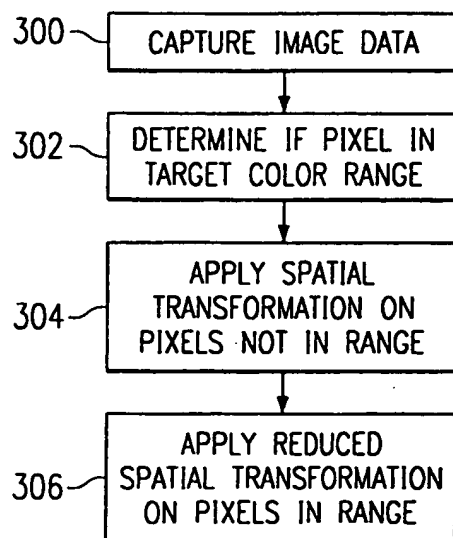 300
CAPTURE IMAGE DATA
302
DETERMINE IF PIXEL IN
TARGET COLOR RANGE
304
APPLY SPATIAL
TRANSFORMATION ON
PIXELS NOT IN RANGE
306
APPLY REDUCED
SPATIAL TRANSFORMATION
ON PIXELS IN RANGE